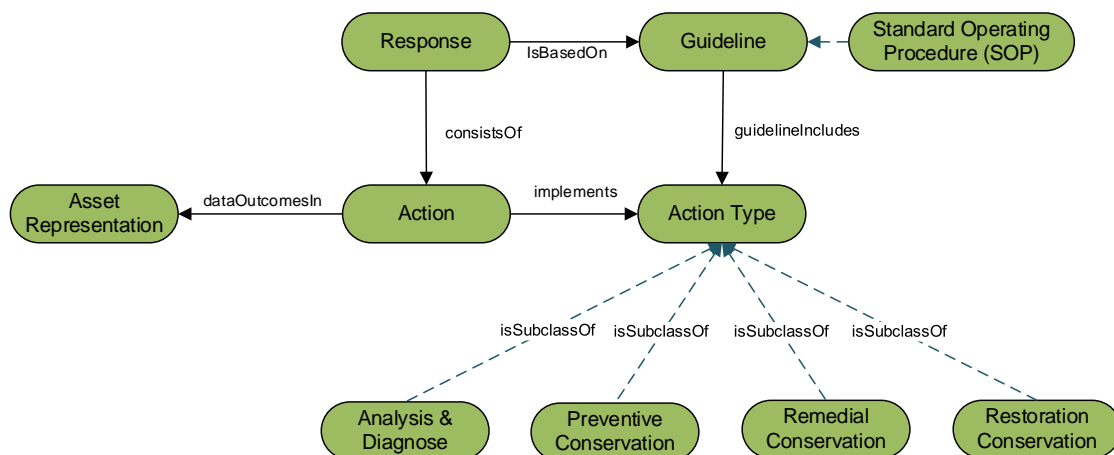 Response
IsBasedOn
Guideline
Standard Operating
Procedure (SOP)
consistsOf
guidelineIncludes
Asset
Representation
dataOutcomesIn
Action
implements
Action Type
isSubclassOf
isSubclassOf
isSubclassOf
isSubclassOf
Analysis &
Diagnose
Preventive
Conservation
Remedial
Conservation
Restoration
Conservation